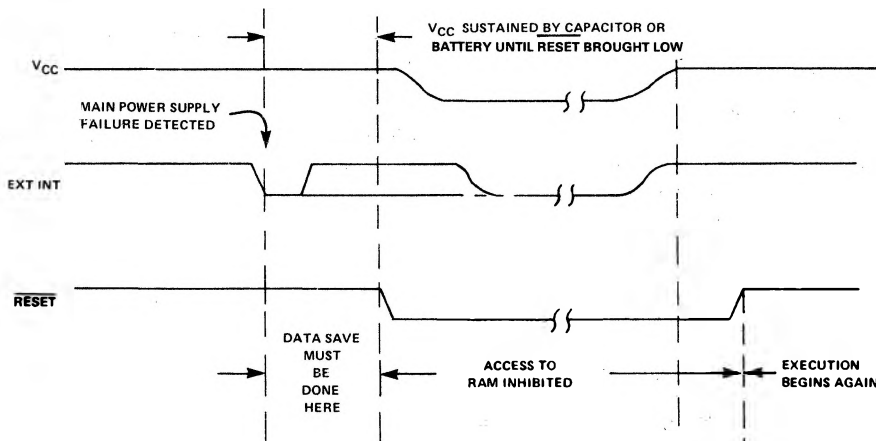 VCC SUSTAINED BY CAPACITOR OR
BATTERY UNTIL RESET BROUGHT LOW
VCC
MAIN POWER SUPPLY
FAILURE DETECTED
EXT INT
RESET
DATA SAVE
MUST
BE
DONE
HERE
ACCESS TO
RAM INHIBITED
EXECUTION
BEGINS AGAIN